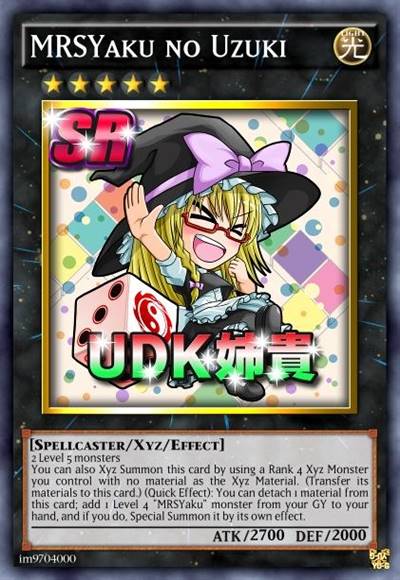 MRSYaku no Uzuki
LIGHT
光
SR
UDK姉貴
[Spellcaster/Xyz/Effect]
2 Level 5 monsters
You can also Xyz Summon this card by using a Rank 4 Xyz Monster
you control with no material as the Xyz Material. (Transfer its
materials to this card.) (Quick Effect): You can detach 1 material from
this card; add 1 Level 4 "MRSYaku" monster from your GY to your
hand, and if you do, Special Summon it by its own effect.
ATK/2700 DEF/2000
im9704000